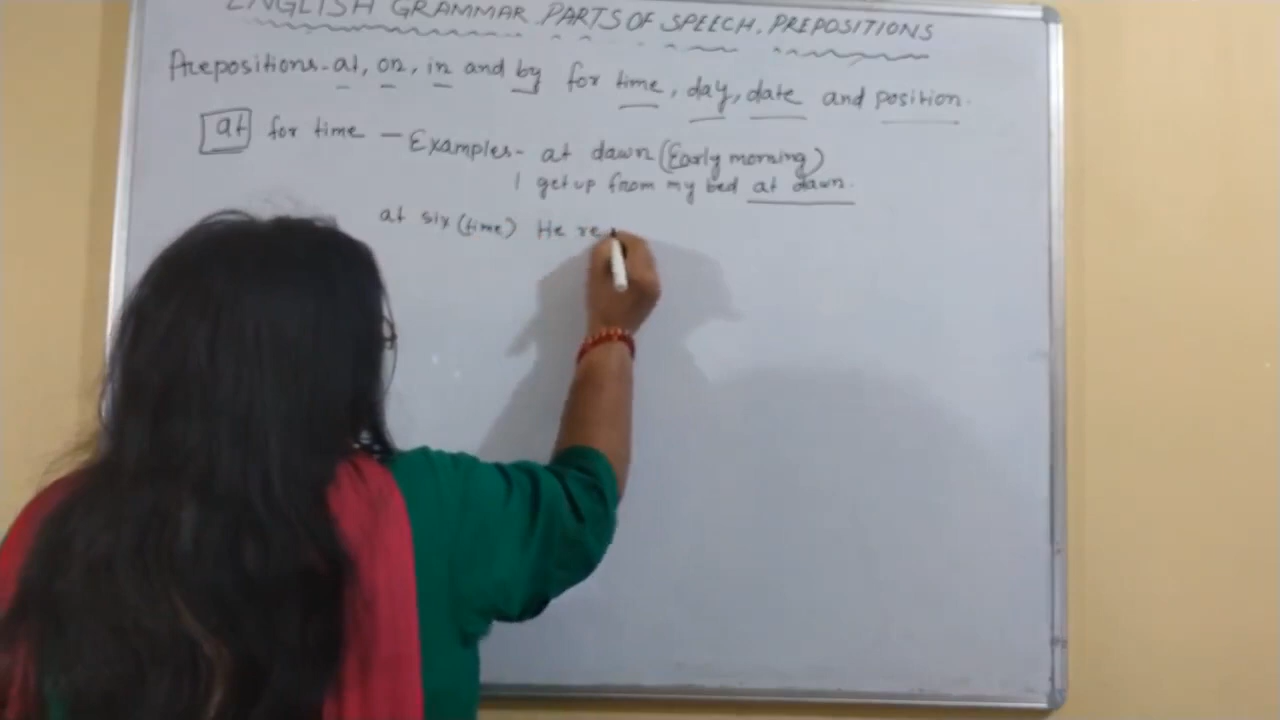 ENGLISH GRAMMAR. PARTS OF SPEECH. PREPOSITIONS
Prepositions - at, on, in and by for time, day, date and position.
at for time - Examples - at dawn (Early morning)
I get up from my bed at dawn.
at six (time) He re